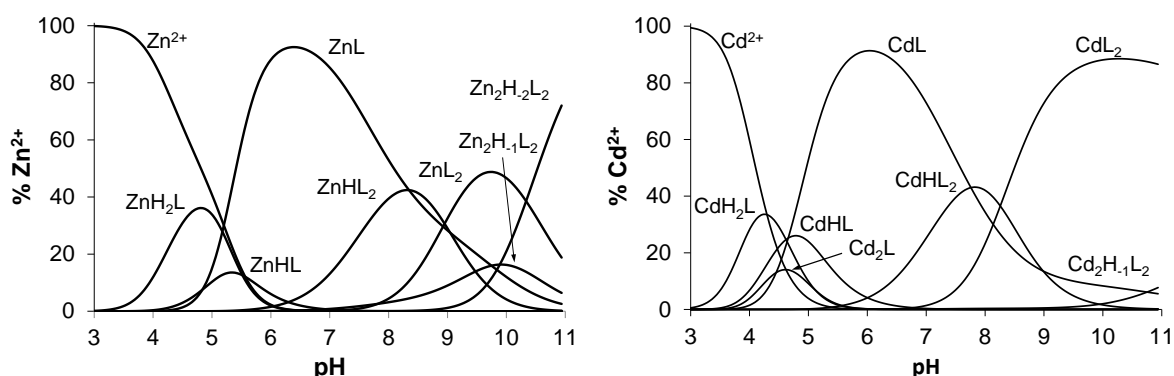 100
80
60
40
20
0
% Zn²⁺
Zn²⁺
ZnL
Zn₂H₋₂L₂
Zn₂H₋₁L₂
ZnL₂
ZnHL₂
ZnH₂L
ZnHL
3 4 5 6 7 8 9 10 11
pH
100
80
60
40
20
0
% Cd²⁺
Cd²⁺
CdL
CdL₂
CdHL₂
CdH₂L
CdHL
Cd₂L
Cd₂H₋₁L₂
3 4 5 6 7 8 9 10 11
pH